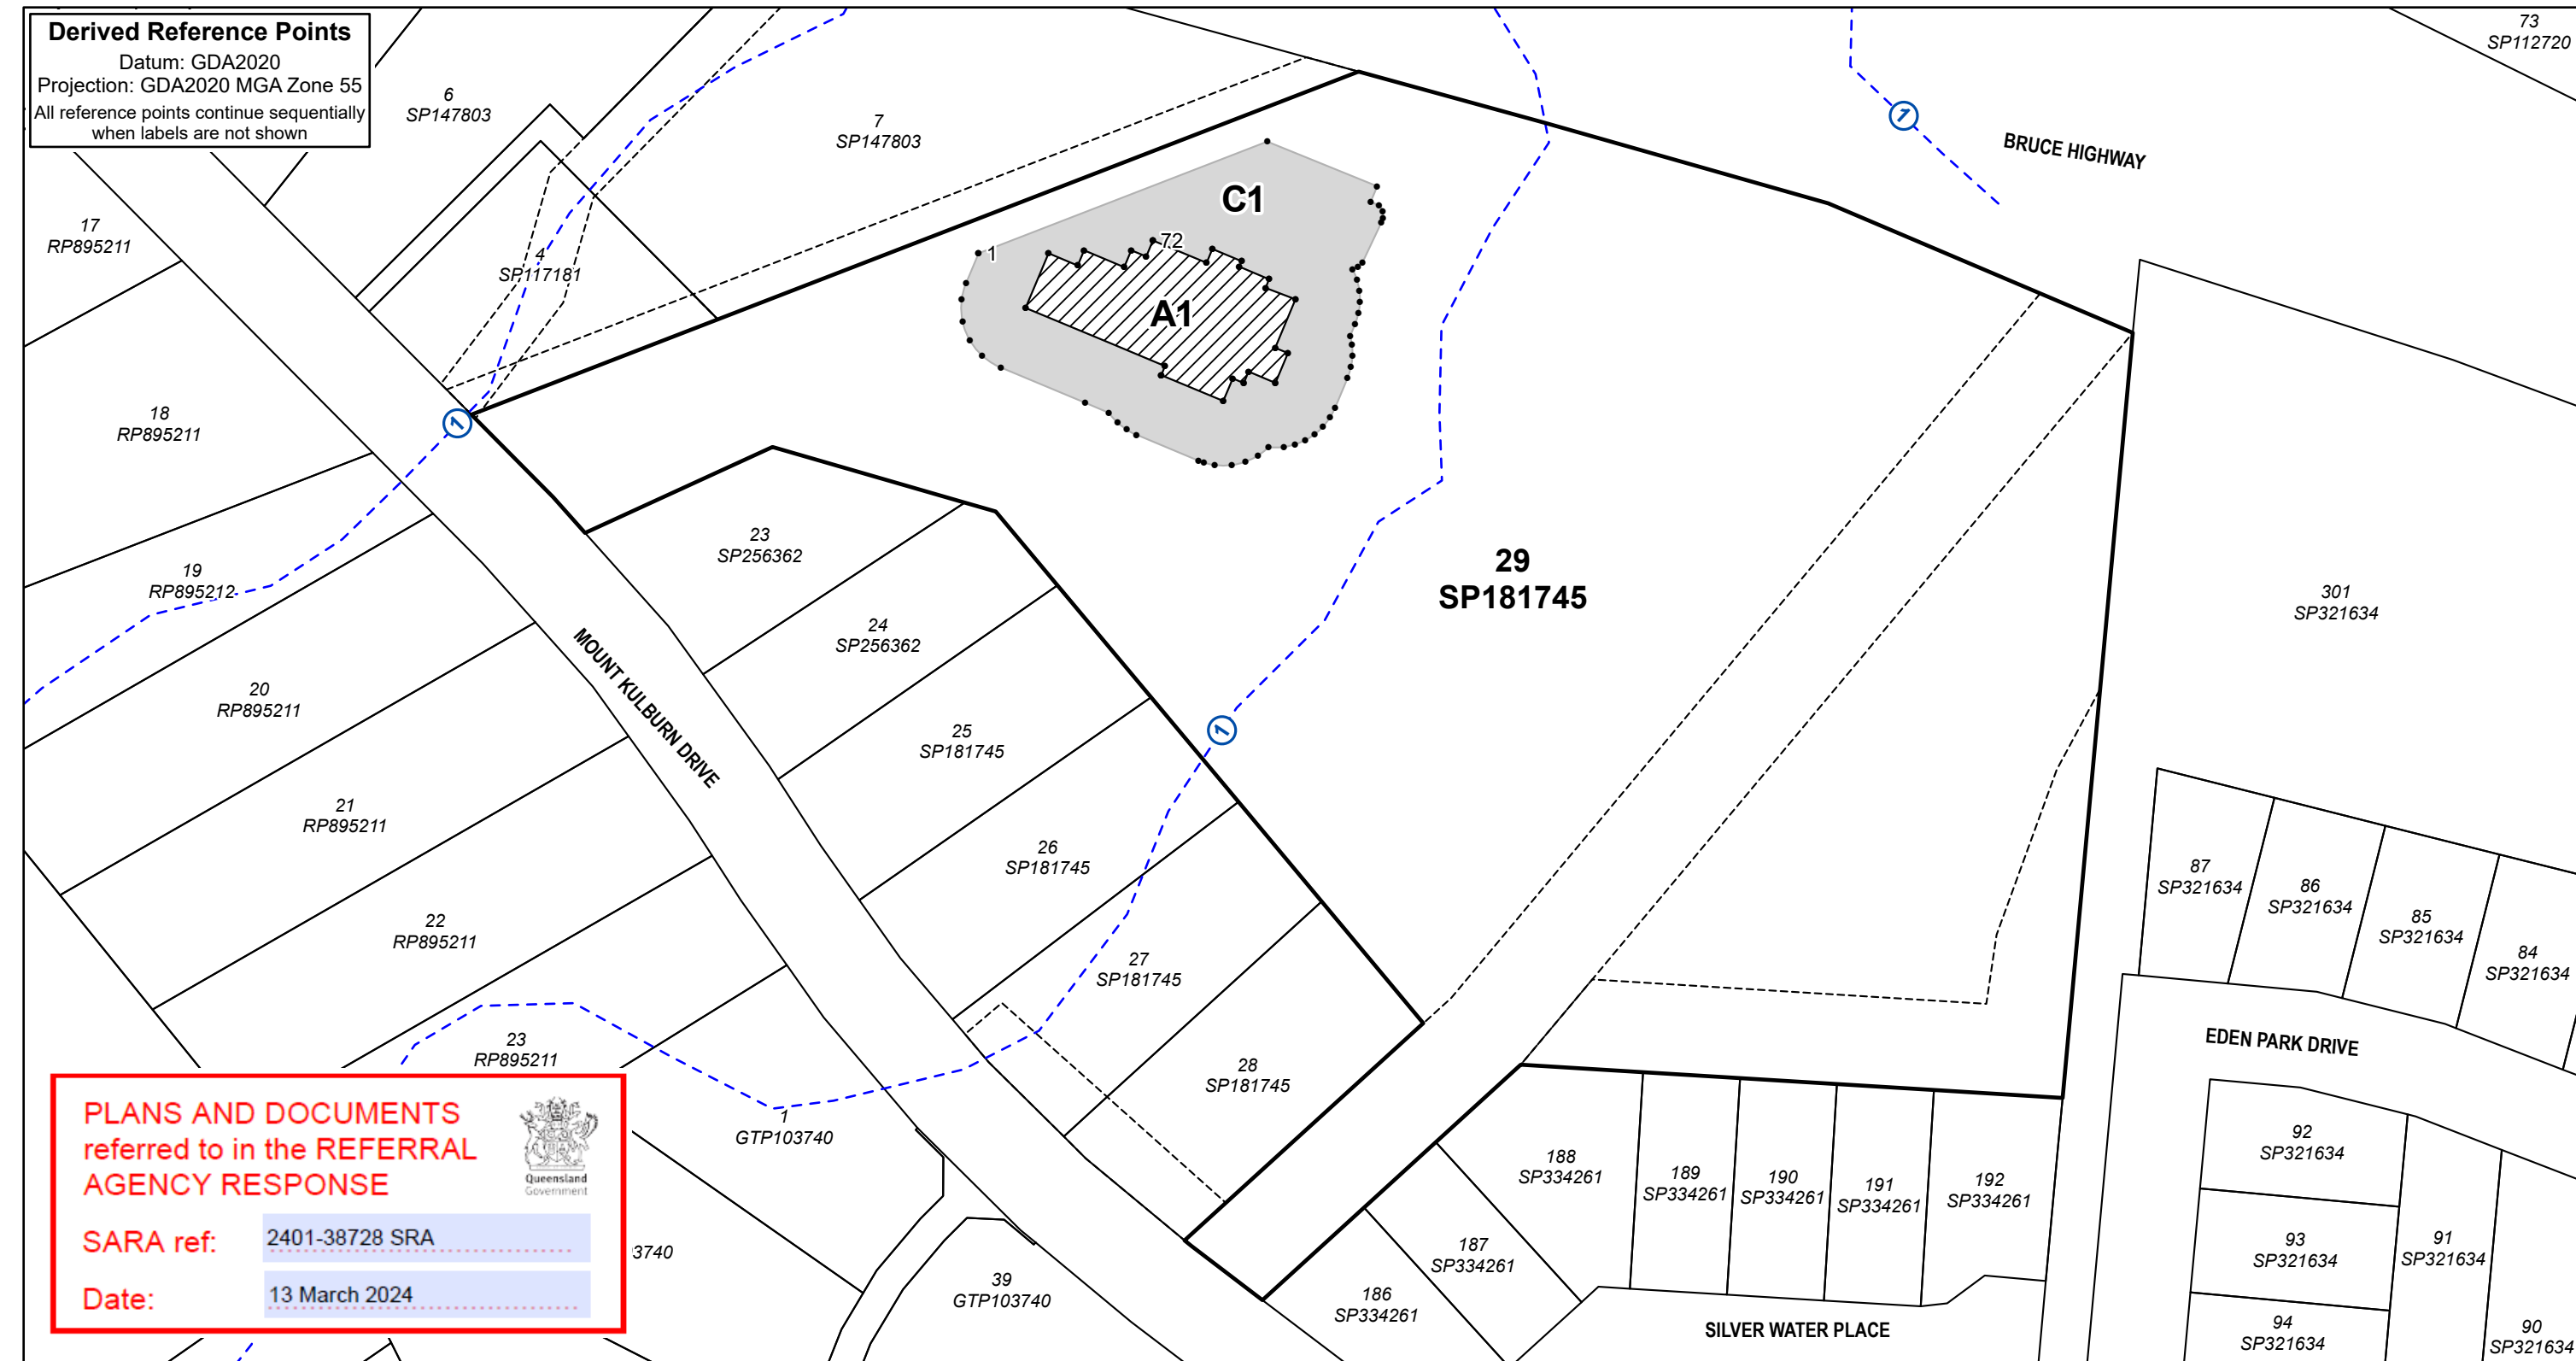 Derived Reference Points
Datum: GDA2020
Projection: GDA2020 MGA Zone 55
All reference points continue sequentially
when labels are not shown
6
SP147803
7
SP147803
73
SP112720
1
BRUCE HIGHWAY
17
RP895211
4
SP117181
C1
1
72
A1
18
RP895211
1
23
SP256362
29
SP181745
19
RP895212
301
SP321634
24
SP256362
MOUNT KULBURN DRIVE
20
RP895211
25
SP181745
1
21
RP895211
26
SP181745
87
SP321634
86
SP321634
85
SP321634
84
SP321634
22
RP895211
27
SP181745
23
RP895211
28
SP181745
EDEN PARK DRIVE
1
GTP103740
PLANS AND DOCUMENTS
referred to in the REFERRAL
AGENCY RESPONSE
Queensland
Government
SARA ref:
2401-38728 SRA
Date:
13 March 2024
3740
39
GTP103740
188
SP334261
189
SP334261
190
SP334261
191
SP334261
192
SP334261
187
SP334261
186
SP334261
SILVER WATER PLACE
92
SP321634
93
SP321634
91
SP321634
94
SP321634
90
SP321634